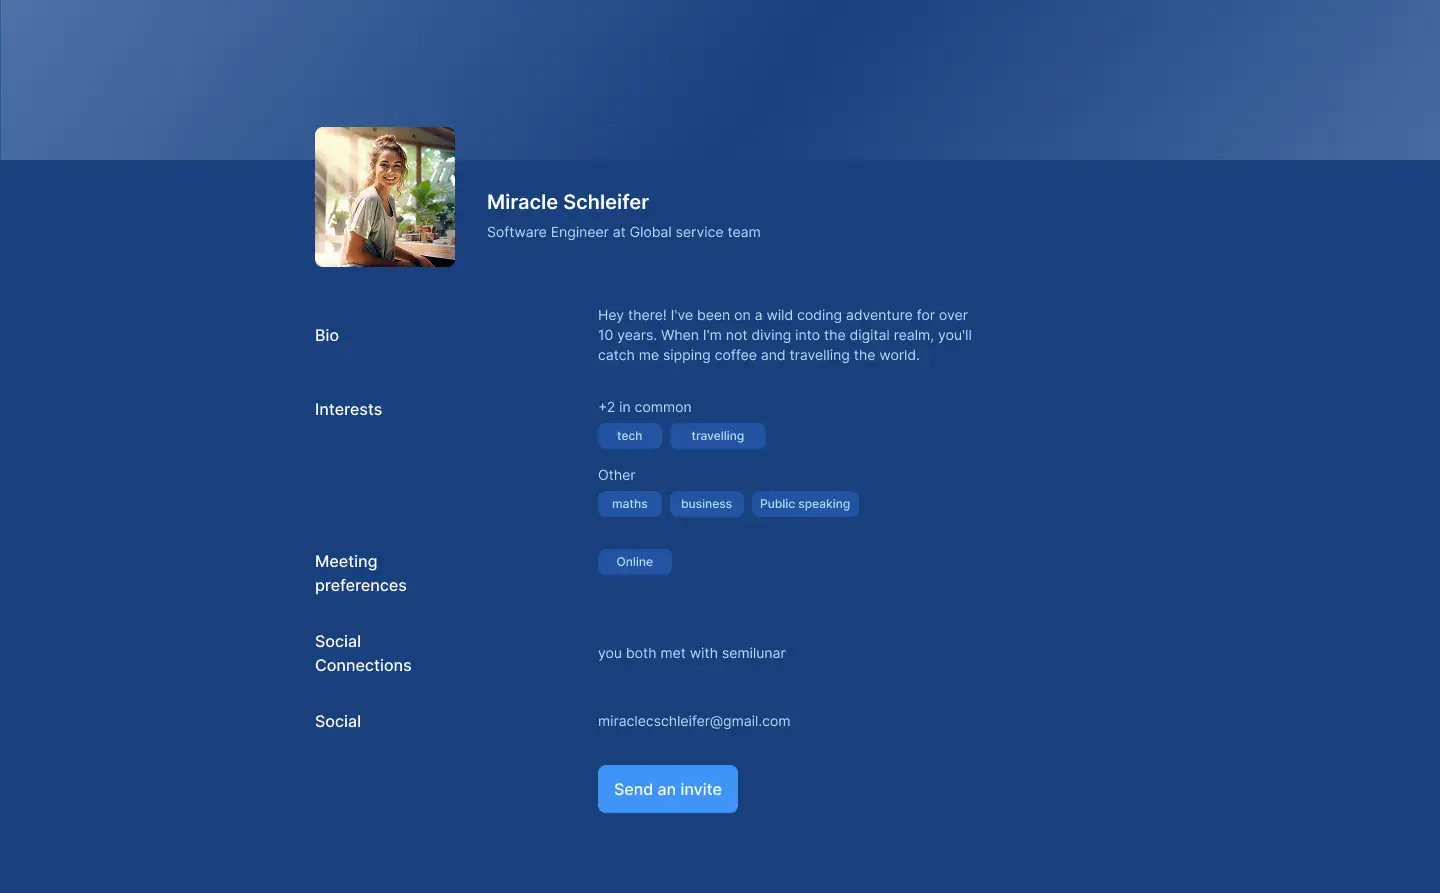 Miracle Schleifer
Software Engineer at Global service team
Bio
Hey there! I've been on a wild coding adventure for over
10 years. When I'm not diving into the digital realm, you'll
catch me sipping coffee and travelling the world.
Interests
+2 in common
tech travelling
Other
maths business Public speaking
Meeting
preferences
Online
Social
Connections
you both met with semilunar
Social
miraclecschleifer@gmail.com
Send an invite